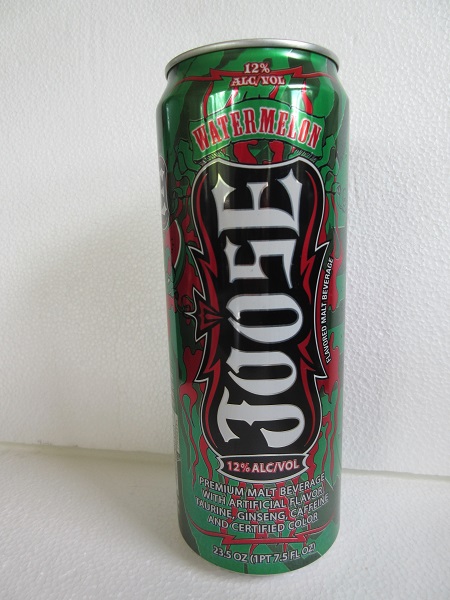 12%
ALC/VOL
WATERMELON
JOOSE
FLAVORED MALT BEVERAGE
12% ALC/VOL
PREMIUM MALT BEVERAGE
WITH ARTIFICIAL FLAVOR,
TAURINE, GINSENG, CAFFEINE
AND CERTIFIED COLOR
23.5 OZ (1PT 7.5 FL OZ)